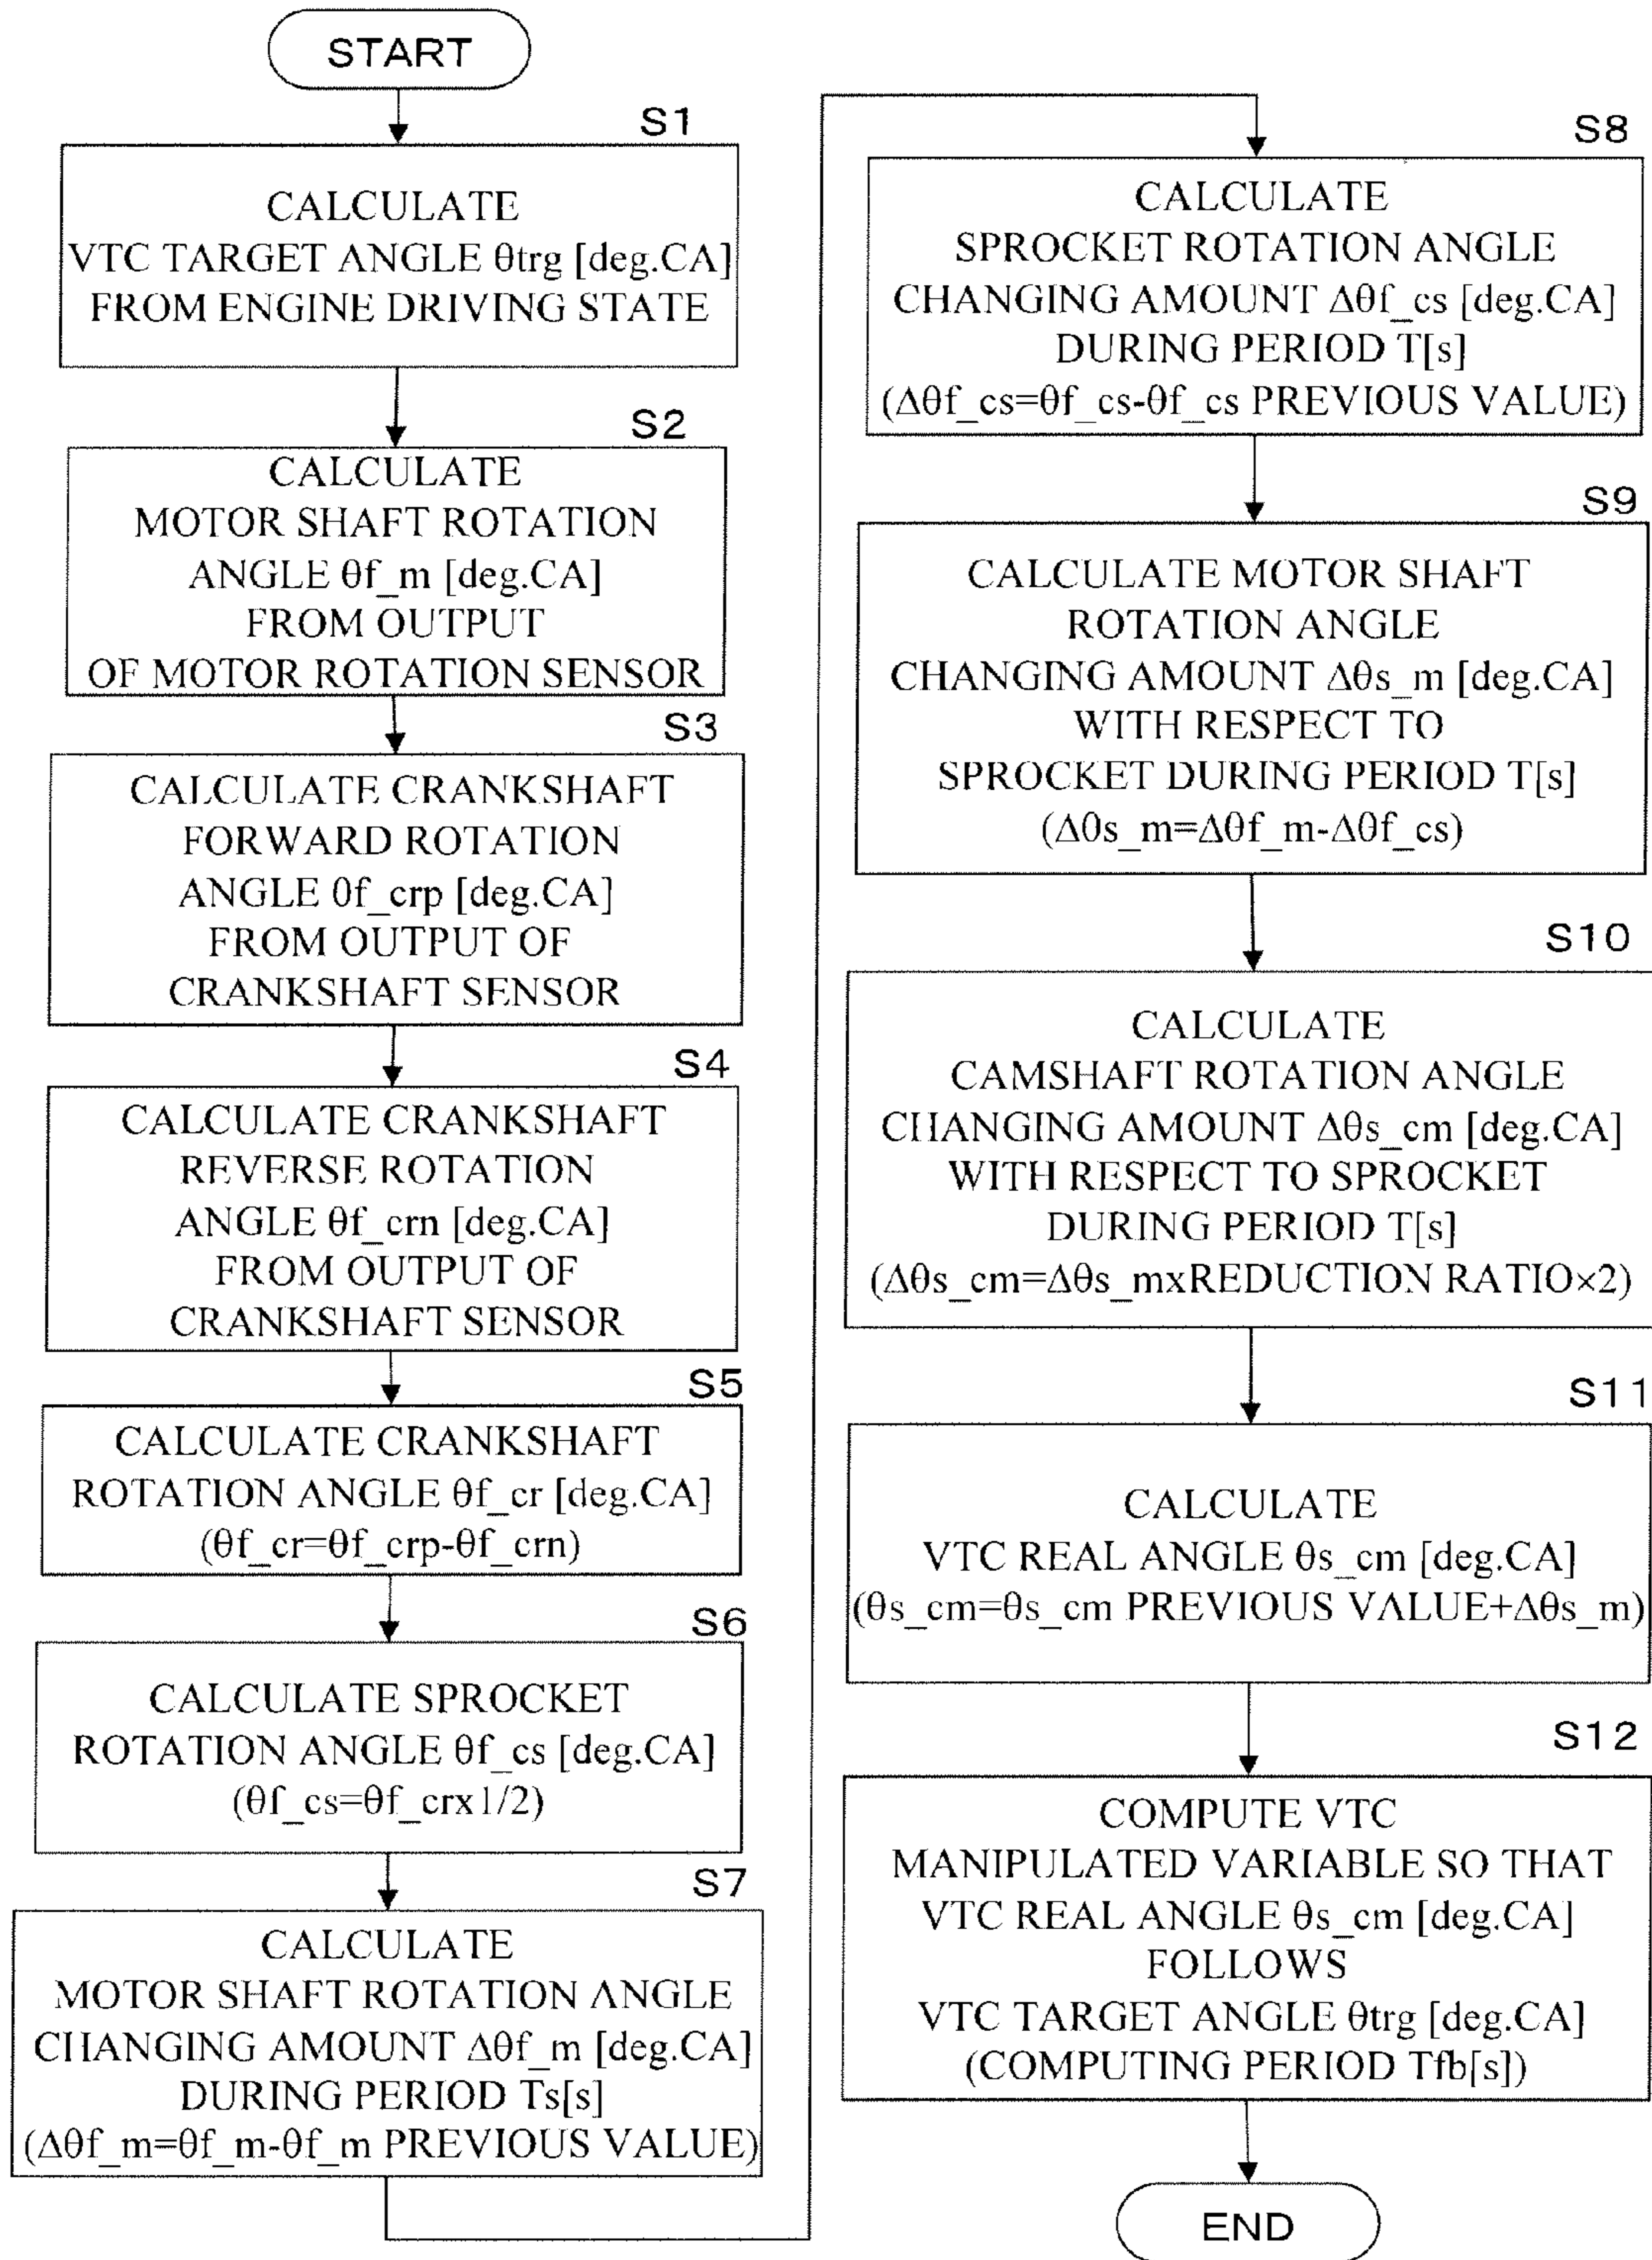 START
S1
CALCULATE
VTC TARGET ANGLE θtrg [deg.CA]
FROM ENGINE DRIVING STATE
S2
CALCULATE
MOTOR SHAFT ROTATION
ANGLE θf_m [deg.CA]
FROM OUTPUT
OF MOTOR ROTATION SENSOR
S3
CALCULATE CRANKSHAFT
FORWARD ROTATION
ANGLE θf_crp [deg.CA]
FROM OUTPUT OF
CRANKSHAFT SENSOR
S4
CALCULATE CRANKSHAFT
REVERSE ROTATION
ANGLE θf_crn [deg.CA]
FROM OUTPUT OF
CRANKSHAFT SENSOR
S5
CALCULATE CRANKSHAFT
ROTATION ANGLE θf_cr [deg.CA]
(θf_cr=θf_crp-θf_crn)
S6
CALCULATE SPROCKET
ROTATION ANGLE θf_cs [deg.CA]
(θf_cs=θf_crx1/2)
S7
CALCULATE
MOTOR SHAFT ROTATION ANGLE
CHANGING AMOUNT Δθf_m [deg.CA]
DURING PERIOD Ts[s]
(Δθf_m=θf_m-θf_m PREVIOUS VALUE)
S8
CALCULATE
SPROCKET ROTATION ANGLE
CHANGING AMOUNT Δθf_cs [deg.CA]
DURING PERIOD T[s]
(Δθf_cs=θf_cs-θf_cs PREVIOUS VALUE)
S9
CALCULATE MOTOR SHAFT
ROTATION ANGLE
CHANGING AMOUNT Δθs_m [deg.CA]
WITH RESPECT TO
SPROCKET DURING PERIOD T[s]
(Δθs_m=Δθf_m-Δθf_cs)
S10
CALCULATE
CAMSHAFT ROTATION ANGLE
CHANGING AMOUNT Δθs_cm [deg.CA]
WITH RESPECT TO SPROCKET
DURING PERIOD T[s]
(Δθs_cm=Δθs_mxREDUCTION RATIO×2)
S11
CALCULATE
VTC REAL ANGLE θs_cm [deg.CA]
(θs_cm=θs_cm PREVIOUS VALUE+Δθs_m)
S12
COMPUTE VTC
MANIPULATED VARIABLE SO THAT
VTC REAL ANGLE θs_cm [deg.CA]
FOLLOWS
VTC TARGET ANGLE θtrg [deg.CA]
(COMPUTING PERIOD Tfb[s])
END